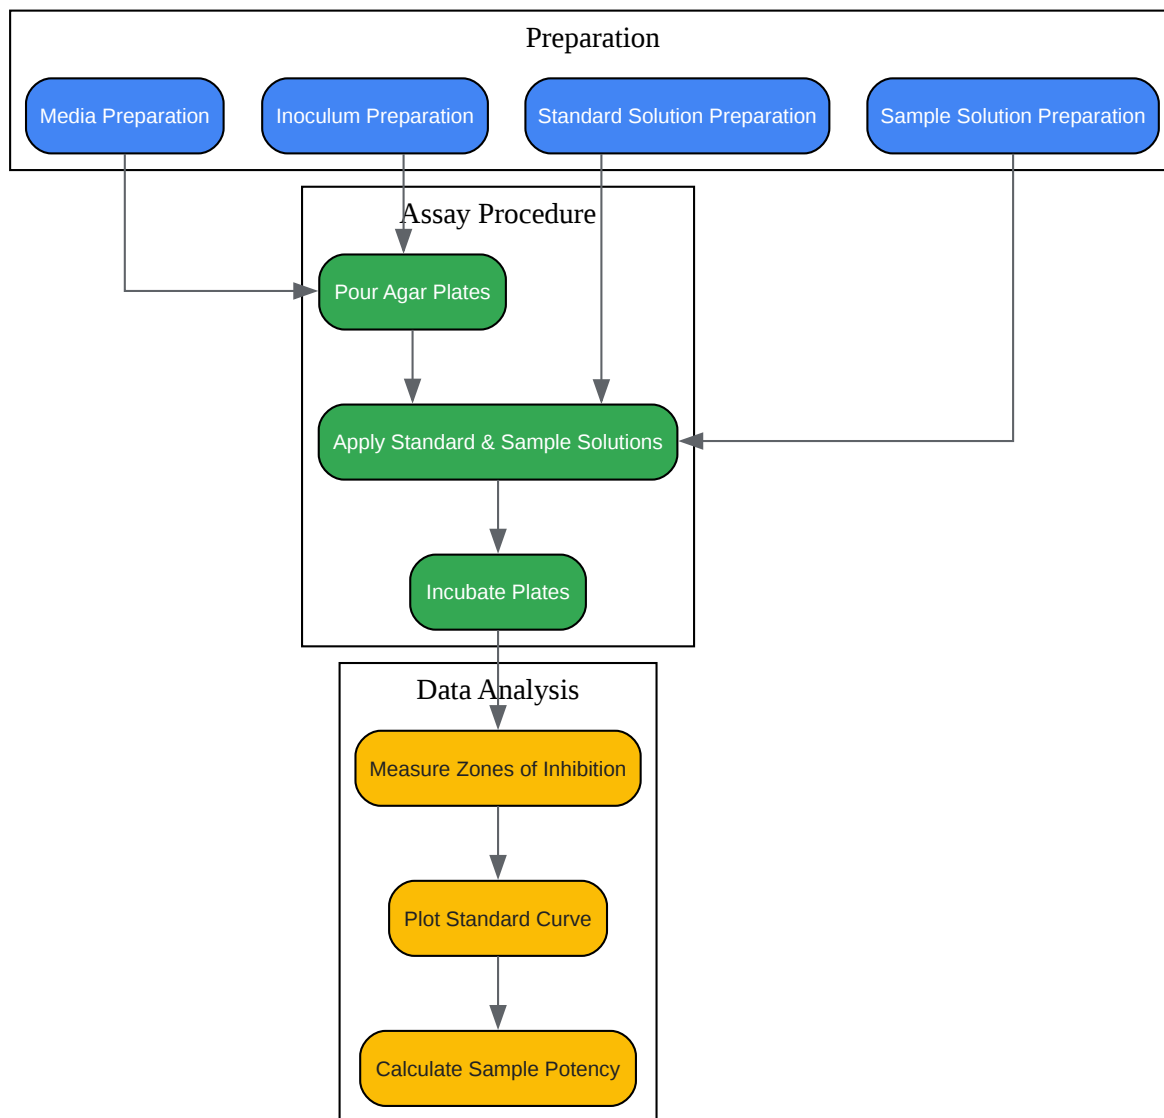 Preparation
Media Preparation
Inoculum Preparation
Standard Solution Preparation
Sample Solution Preparation
Assay Procedure
Pour Agar Plates
Apply Standard & Sample Solutions
Incubate Plates
Data Analysis
Measure Zones of Inhibition
Plot Standard Curve
Calculate Sample Potency